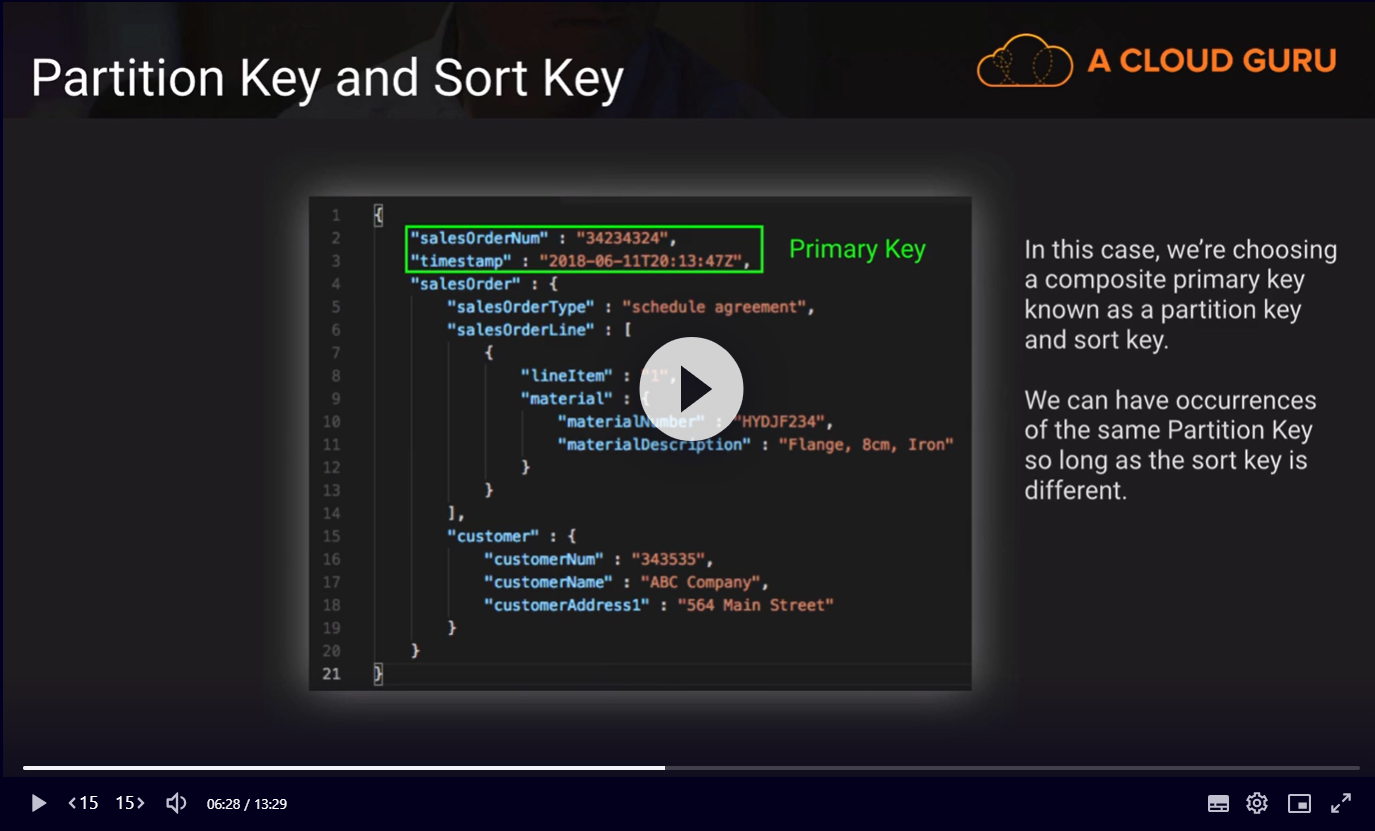 Partition Key and Sort Key
A CLOUD GURU
1 {
2 "salesOrderNum" : "34234324",
3 "timestamp" : "2018-06-11T20:13:47Z",
Primary Key
4 "salesOrder" : {
5 "salesOrderType" : "schedule agreement",
6 "salesOrderLine" : [
7 {
8 "lineItem" : "1",
9 "material" : {
10 "materialNumber" : "HYDJF234",
11 "materialDescription" : "Flange, 8cm, Iron"
12 }
13 }
14 ],
15 "customer" : {
16 "customerNum" : "343535",
17 "customerName" : "ABC Company",
18 "customerAddress1" : "564 Main Street"
19 }
20 }
21 }
In this case, we’re choosing
a composite primary key
known as a partition key
and sort key.
We can have occurrences
of the same Partition Key
so long as the sort key is
different.
<15 15> 06:28 / 13:29